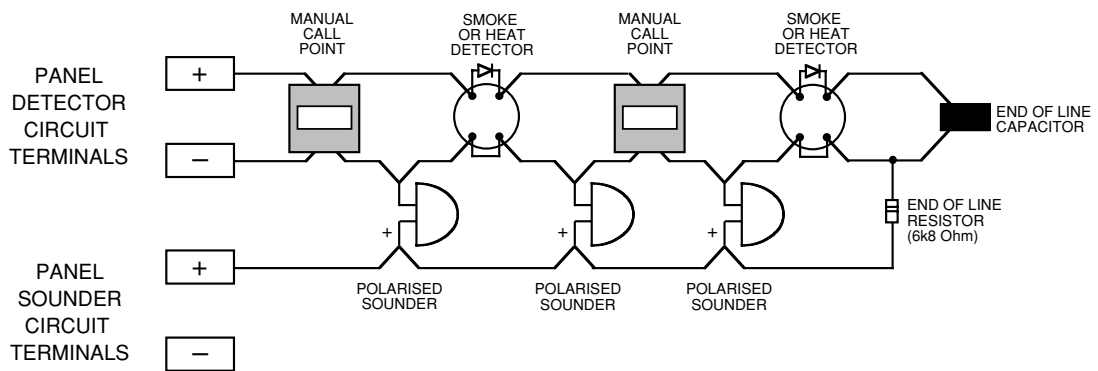 MANUAL
CALL
POINT
SMOKE
OR HEAT
DETECTOR
MANUAL
CALL
POINT
SMOKE
OR HEAT
DETECTOR
PANEL
DETECTOR
CIRCUIT
TERMINALS
+
−
END OF LINE
CAPACITOR
END OF LINE
RESISTOR
(6k8 Ohm)
+
+
+
POLARISED
SOUNDER
POLARISED
SOUNDER
POLARISED
SOUNDER
PANEL
SOUNDER
CIRCUIT
TERMINALS
+
−